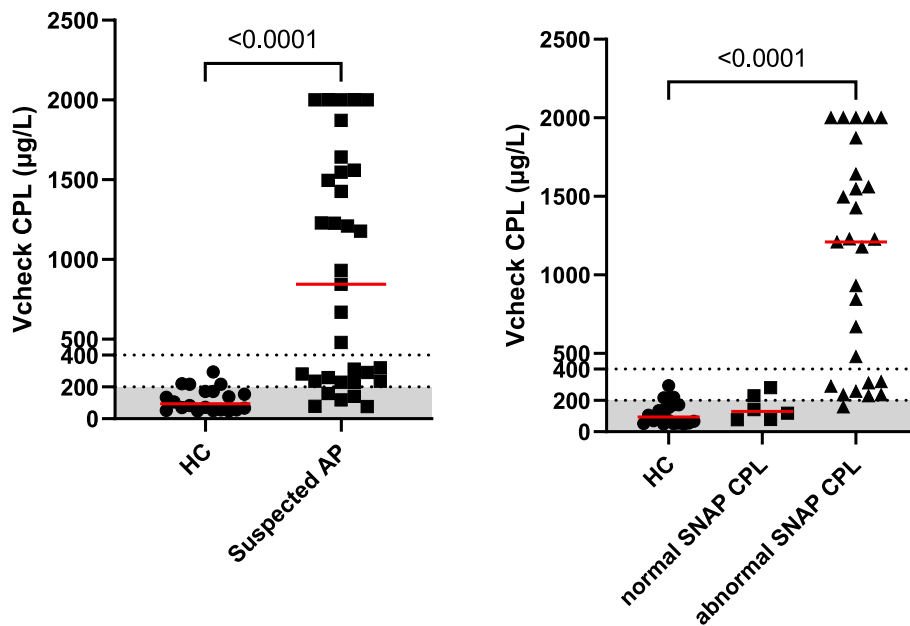 2500
<0.0001
2000
1500
1000
500
400
200
0
Vcheck CPL (µg/L)
HC
Suspected AP
2500
<0.0001
2000
1500
1000
500
400
200
0
Vcheck CPL (µg/L)
HC
normal SNAP CPL
abnormal SNAP CPL